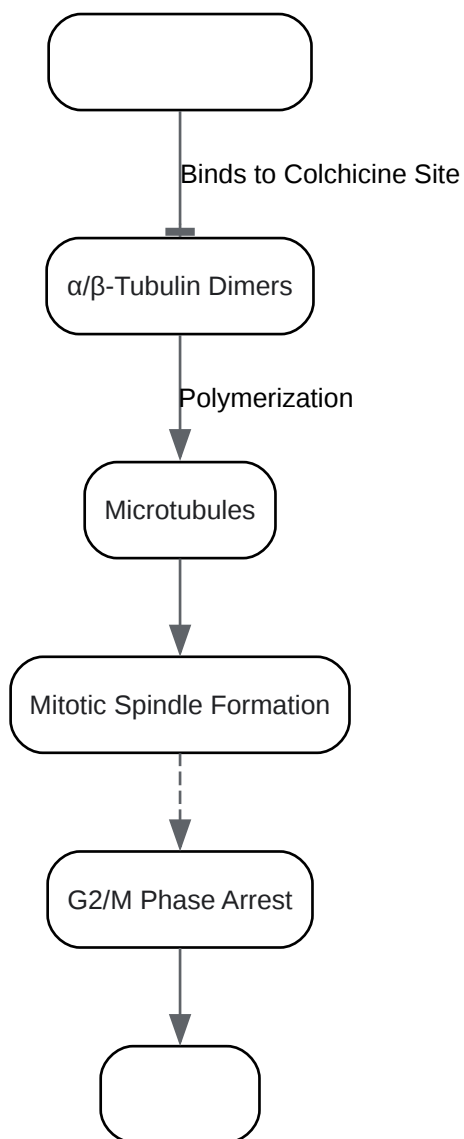 Binds to Colchicine Site
α/β-Tubulin Dimers
Polymerization
Microtubules
Mitotic Spindle Formation
G2/M Phase Arrest